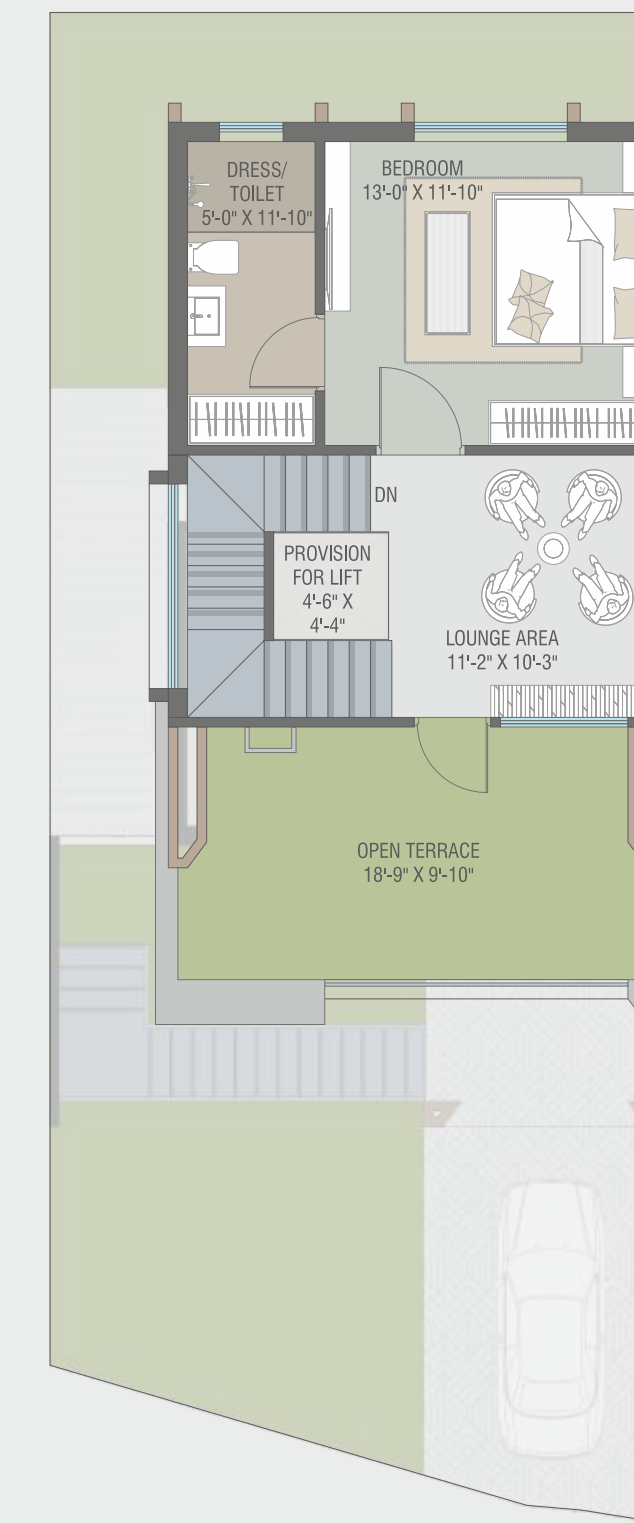 DRESS/
TOILET
5'-0" X 11'-10"
BEDROOM
13'-0" X 11'-10"
DN
PROVISION
FOR LIFT
4'-6" X
4'-4"
LOUNGE AREA
11'-2" X 10'-3"
OPEN TERRACE
18'-9" X 9'-10"